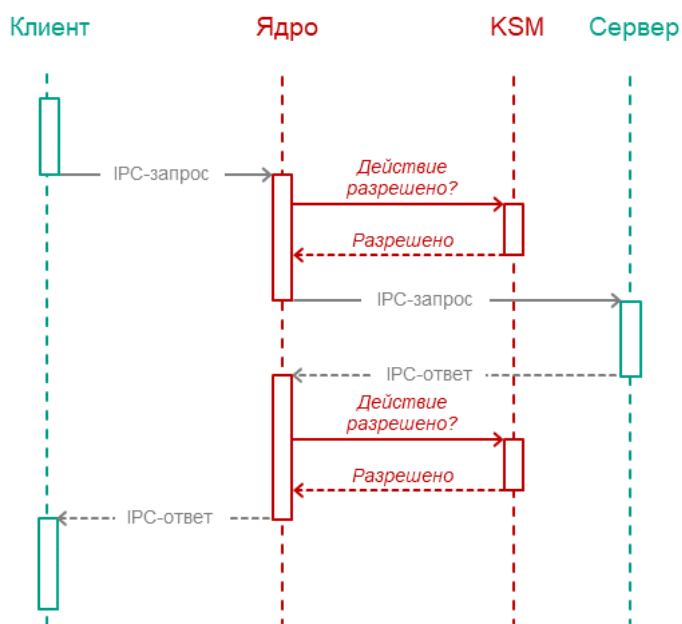 Клиент
Ядро
KSM
Сервер
IPC-запрос
Действие
разрешено?
Разрешено
IPC-запрос
IPC-ответ
Действие
разрешено?
Разрешено
IPC-ответ